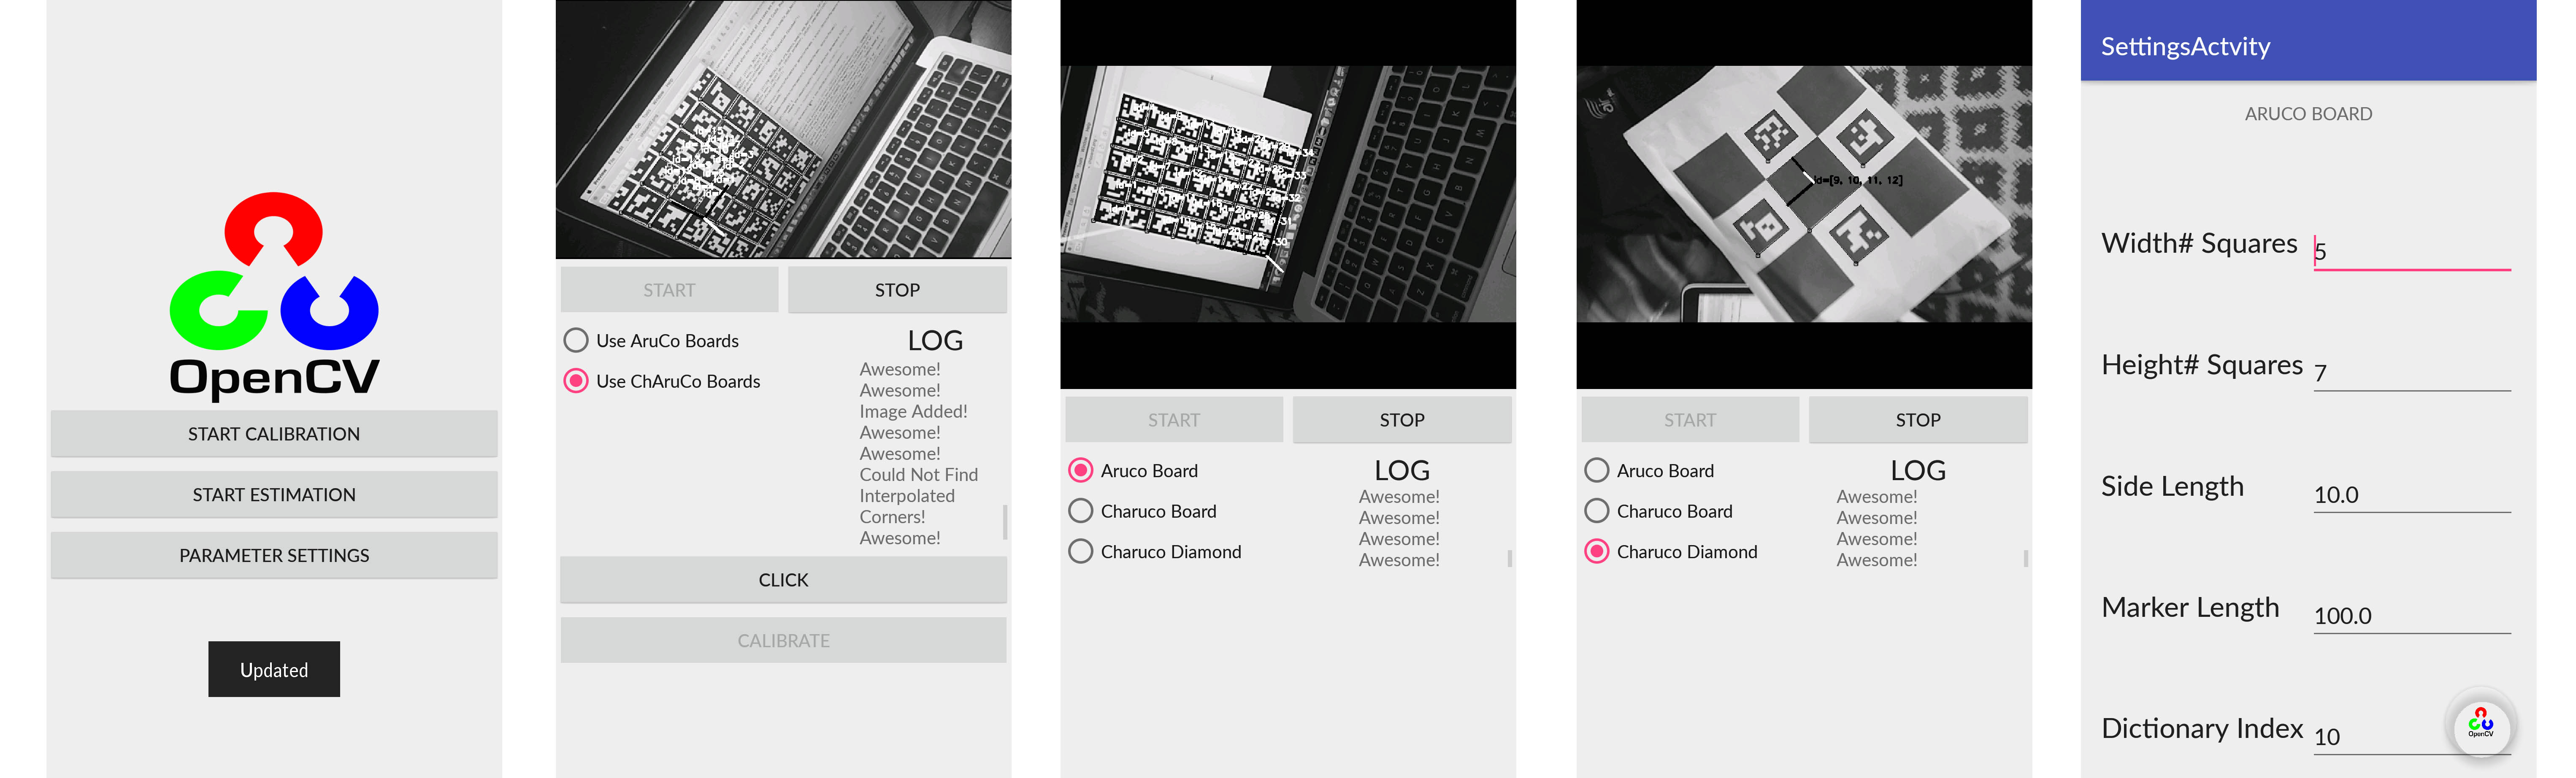 OpenCV
START CALIBRATION
START ESTIMATION
PARAMETER SETTINGS
Updated
START
STOP
Use AruCo Boards
Use ChAruCo Boards
LOG
Awesome!
Awesome!
Image Added!
Awesome!
Awesome!
Could Not Find
Interpolated
Corners!
Awesome!
CLICK
CALIBRATE
START
STOP
Aruco Board
Charuco Board
Charuco Diamond
LOG
Awesome!
Awesome!
Awesome!
Awesome!
id=[9, 10, 11, 12]
START
STOP
Aruco Board
Charuco Board
Charuco Diamond
LOG
Awesome!
Awesome!
Awesome!
Awesome!
SettingsActvity
ARUCO BOARD
Width# Squares 5
Height# Squares 7
Side Length 10.0
Marker Length 100.0
Dictionary Index 10
OpenCV